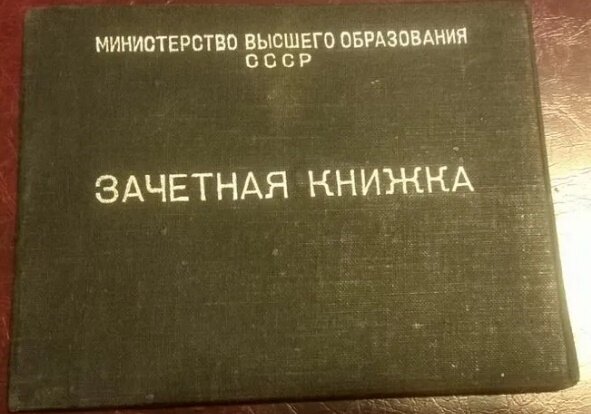 МИНИСТЕРСТВО ВЫСШЕГО ОБРАЗОВАНИЯ
СССР
ЗАЧЕТНАЯ КНИЖКА